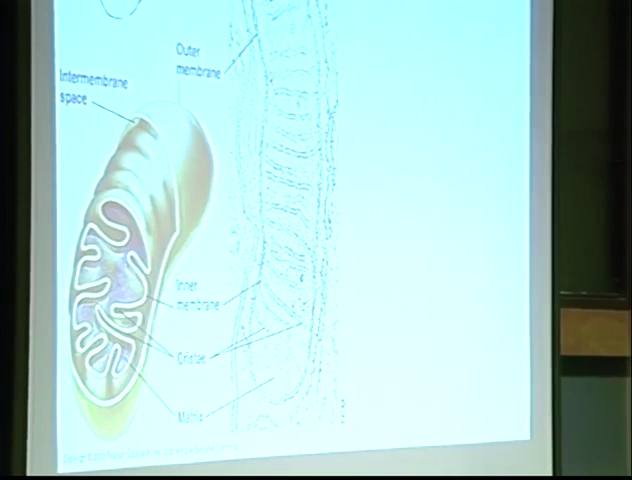 Outer
membrane
Intermembrane
space
Inner
membrane
Cristae
Matrix